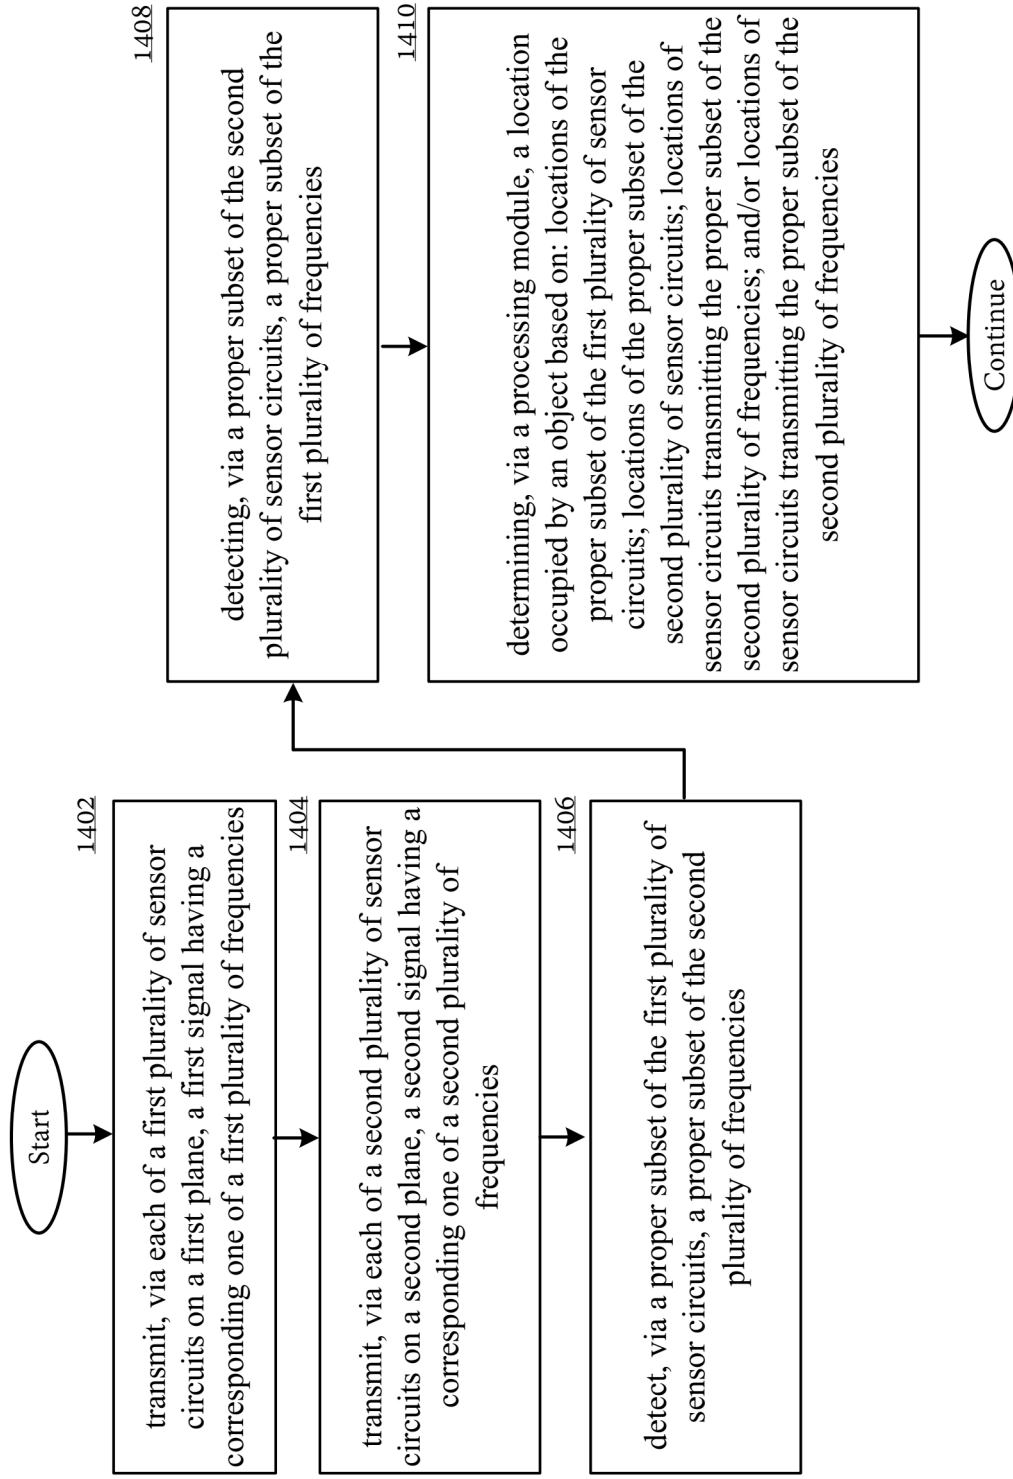 Start
1402
transmit, via each of a first plurality of sensor
circuits on a first plane, a first signal having a
corresponding one of a first plurality of frequencies
1404
transmit, via each of a second plurality of sensor
circuits on a second plane, a second signal having a
corresponding one of a second plurality of
frequencies
1406
detect, via a proper subset of the first plurality of
sensor circuits, a proper subset of the second
plurality of frequencies
1408
detecting, via a proper subset of the second
plurality of sensor circuits, a proper subset of the
first plurality of frequencies
1410
determining, via a processing module, a location
occupied by an object based on: locations of the
proper subset of the first plurality of sensor
circuits; locations of the proper subset of the
second plurality of sensor circuits; locations of
sensor circuits transmitting the proper subset of the
second plurality of frequencies; and/or locations of
sensor circuits transmitting the proper subset of the
second plurality of frequencies
Continue